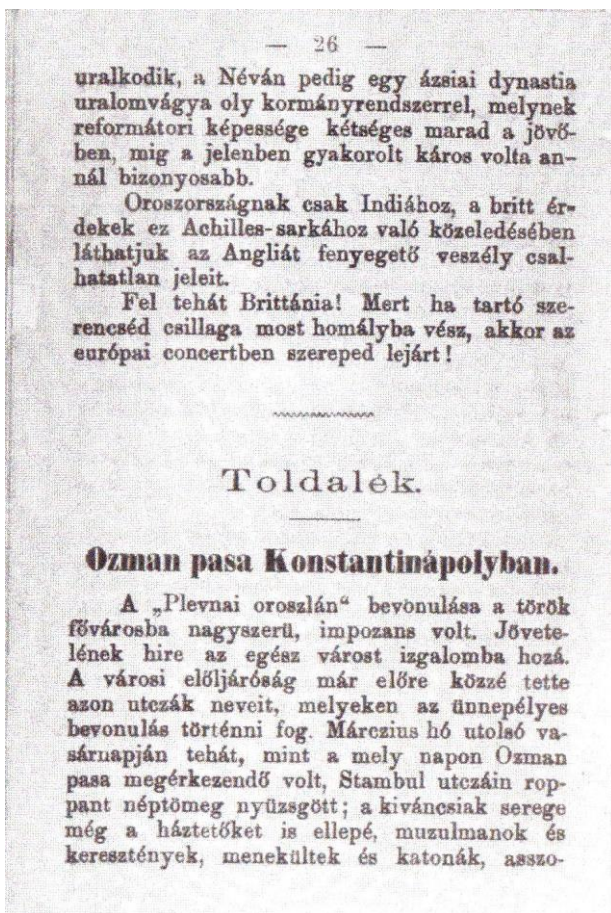 — 26 —
uralkodik, a Néván pedig egy ázsiai dynastia
uralomvágya oly kormányrendszerrel, melynek
reformátori képessége kétséges marad a jövő-
ben, mig a jelenben gyakorolt káros volta an-
nál bizonyosabb.
Oroszországnak csak Indiához, a britt ér-
dekek ez Achilles-sarkához való közeledésében
láthatjuk az Angliát fenyegető veszély csal-
hatatlan jeleit.
Fel tehát Brittánia! Mert ha tartó sze-
rencséd csillaga most homályba vész, akkor az
európai concertben szereped lejárt!
Toldalék.
Ozman pasa Konstantinápolyban.
A „Plevnai oroszlán“ bevonulása a török
fővárosba nagyszerü, impozans volt. Jövete-
lének hire az egész várost izgalomba hozá.
A városi előljáróság már előre közzé tette
azon utczák neveit, melyeken az ünnepélyes
bevonulás történni fog. Márczius hó utolsó va-
sárnapján tehát, mint a mely napon Ozman
pasa megérkezendő volt, Stambul utczáin rop-
pant néptömeg nyüzsgött; a kiváncsiak serege
még a háztetőket is ellepé, muzulmanok és
keresztények, menekültek és katonák, asszo-